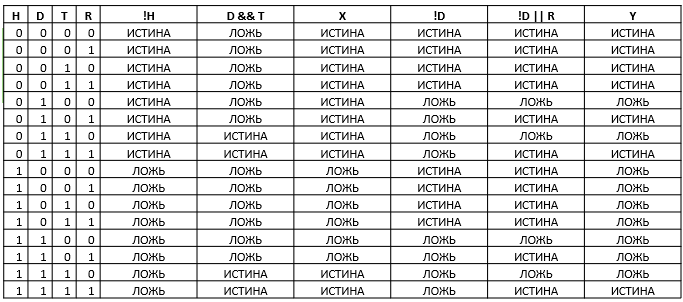 H D T R !H D && T X !D !D || R Y
0 0 0 0 ИСТИНА ЛОЖЬ ИСТИНА ИСТИНА ИСТИНА ИСТИНА
0 0 0 1 ИСТИНА ЛОЖЬ ИСТИНА ИСТИНА ИСТИНА ИСТИНА
0 0 1 0 ИСТИНА ЛОЖЬ ИСТИНА ИСТИНА ИСТИНА ИСТИНА
0 0 1 1 ИСТИНА ЛОЖЬ ИСТИНА ИСТИНА ИСТИНА ИСТИНА
0 1 0 0 ИСТИНА ЛОЖЬ ИСТИНА ЛОЖЬ ЛОЖЬ ЛОЖЬ
0 1 0 1 ИСТИНА ЛОЖЬ ИСТИНА ЛОЖЬ ИСТИНА ИСТИНА
0 1 1 0 ИСТИНА ИСТИНА ИСТИНА ЛОЖЬ ЛОЖЬ ЛОЖЬ
0 1 1 1 ИСТИНА ИСТИНА ИСТИНА ЛОЖЬ ИСТИНА ИСТИНА
1 0 0 0 ЛОЖЬ ЛОЖЬ ЛОЖЬ ИСТИНА ИСТИНА ЛОЖЬ
1 0 0 1 ЛОЖЬ ЛОЖЬ ЛОЖЬ ИСТИНА ИСТИНА ЛОЖЬ
1 0 1 0 ЛОЖЬ ЛОЖЬ ЛОЖЬ ИСТИНА ИСТИНА ЛОЖЬ
1 0 1 1 ЛОЖЬ ЛОЖЬ ЛОЖЬ ИСТИНА ИСТИНА ЛОЖЬ
1 1 0 0 ЛОЖЬ ЛОЖЬ ЛОЖЬ ЛОЖЬ ЛОЖЬ ЛОЖЬ
1 1 0 1 ЛОЖЬ ЛОЖЬ ЛОЖЬ ЛОЖЬ ИСТИНА ЛОЖЬ
1 1 1 0 ЛОЖЬ ИСТИНА ИСТИНА ЛОЖЬ ЛОЖЬ ЛОЖЬ
1 1 1 1 ЛОЖЬ ИСТИНА ИСТИНА ЛОЖЬ ИСТИНА ИСТИНА